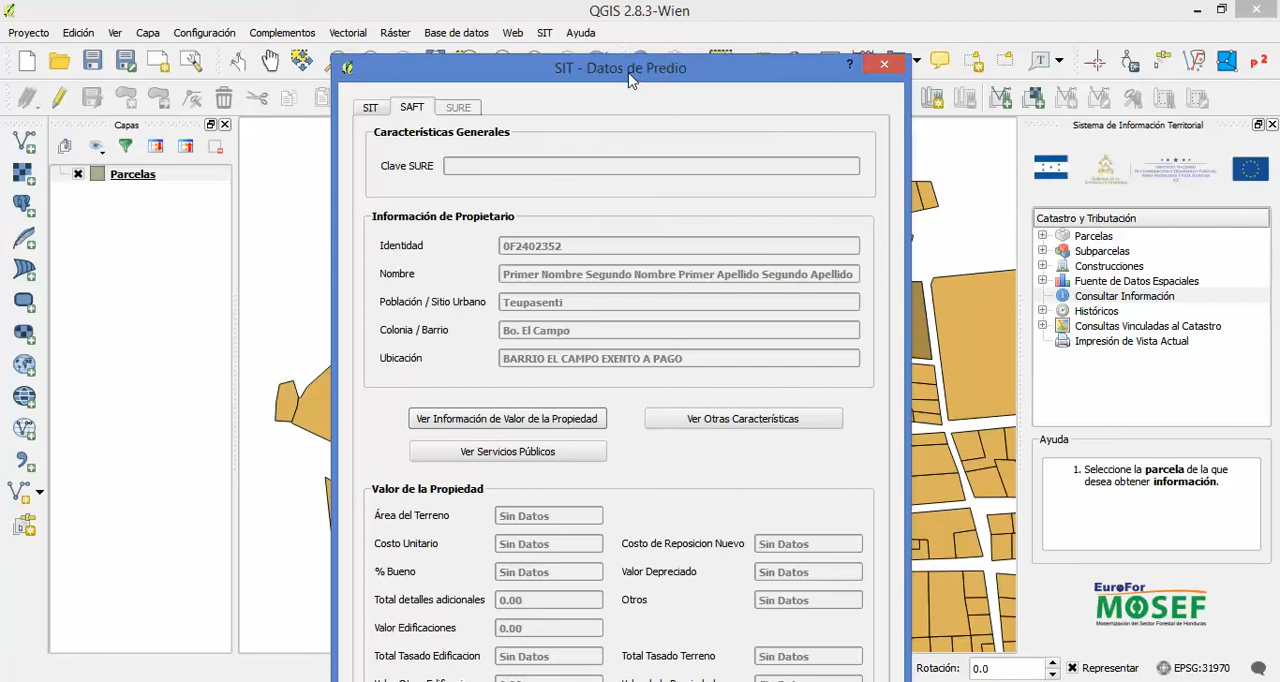 QGIS 2.8.3-Wien
Proyecto Edición Ver Capa Configuración Complementos Vectorial Ráster Base de datos Web SIT Ayuda
SIT - Datos de Predio
?
SIT SAFT SURE
Características Generales
Clave SURE
Información de Propietario
Identidad 0F2402352
Nombre Primer Nombre Segundo Nombre Primer Apellido Segundo Apellido
Población / Sitio Urbano Teupasenti
Colonia / Barrio Bo. El Campo
Ubicación BARRIO EL CAMPO EXENTO A PAGO
Ver Información de Valor de la Propiedad Ver Otras Características
Ver Servicios Públicos
Valor de la Propiedad
Área del Terreno Sin Datos
Costo Unitario Sin Datos Costo de Reposicion Nuevo Sin Datos
% Bueno Sin Datos Valor Depreciado Sin Datos
Total detalles adicionales 0.00 Otros Sin Datos
Valor Edificaciones 0.00
Total Tasado Edificacion Sin Datos Total Tasado Terreno Sin Datos
Capas
Parcelas
Sistema de Información Territorial
Catastro y Tributación
Parcelas
Subparcelas
Construcciones
Fuente de Datos Espaciales
Consultar Información
Históricos
Consultas Vinculadas al Catastro
Impresión de Vista Actual
Ayuda
1. Seleccione la parcela de la que
desea obtener información.
EuroFor
MOSEF
Modernización del Sector Forestal de Honduras
Rotación: 0.0 Representar EPSG:31970